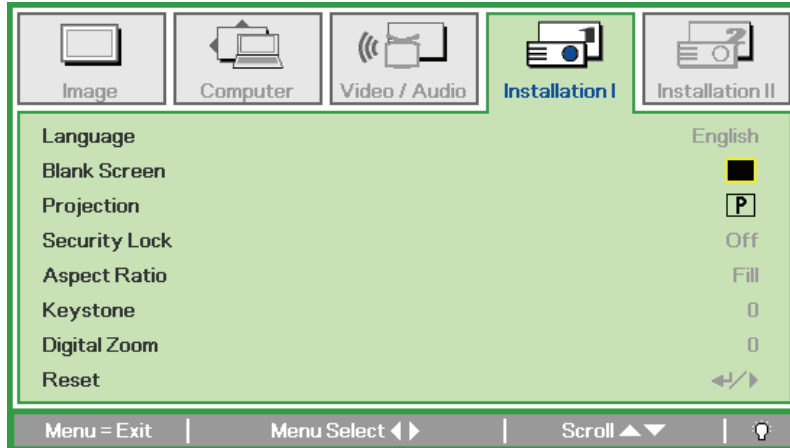 Image Computer Video / Audio Installation I Installation II
Language English
Blank Screen
Projection P
Security Lock Off
Aspect Ratio Fill
Keystone 0
Digital Zoom 0
Reset
Menu = Exit Menu Select Scroll